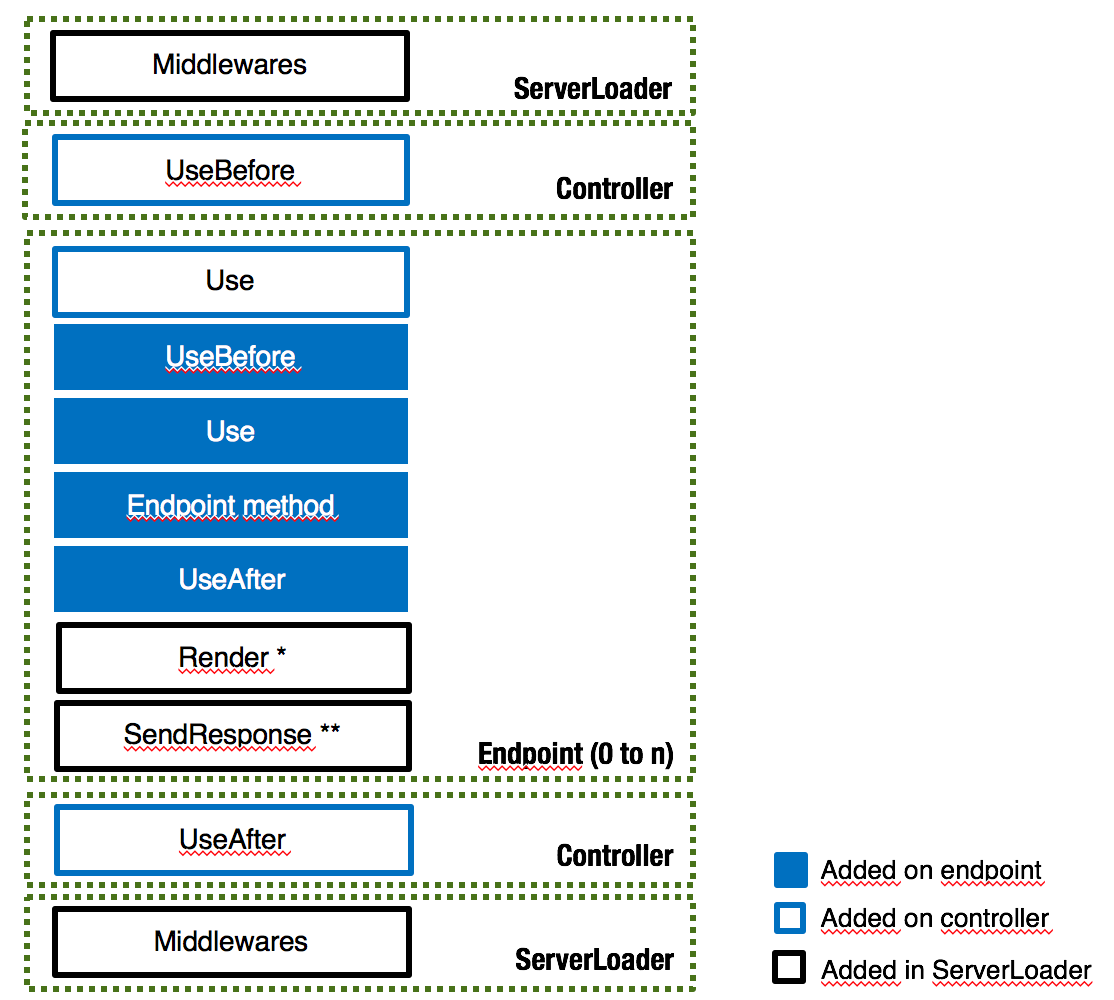 Middlewares
ServerLoader
UseBefore
Controller
Use
UseBefore
Use
Endpoint method
UseAfter
Render *
SendResponse **
Endpoint (0 to n)
UseAfter
Controller
Middlewares
ServerLoader
Added on endpoint
Added on controller
Added in ServerLoader